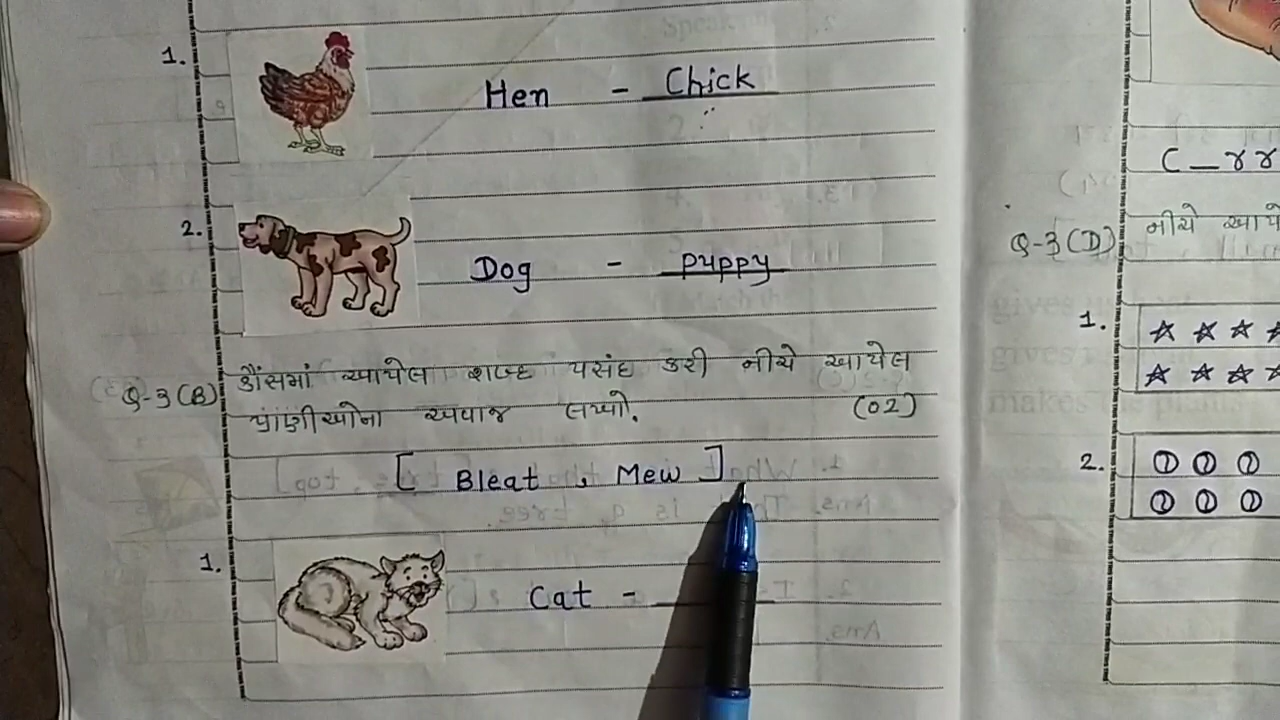 1.
Hen - Chick
2.
Dog - puppy
Q-3(B) કૌંસમાં આપેલ શબ્દ પસંદ કરી નીચે આપેલ
પ્રાણીઓના અવાજ લખો. (02)
[ Bleat , Mew ]
1.
Cat -
C_rr
Q-3(D) નીચે
1.
2.